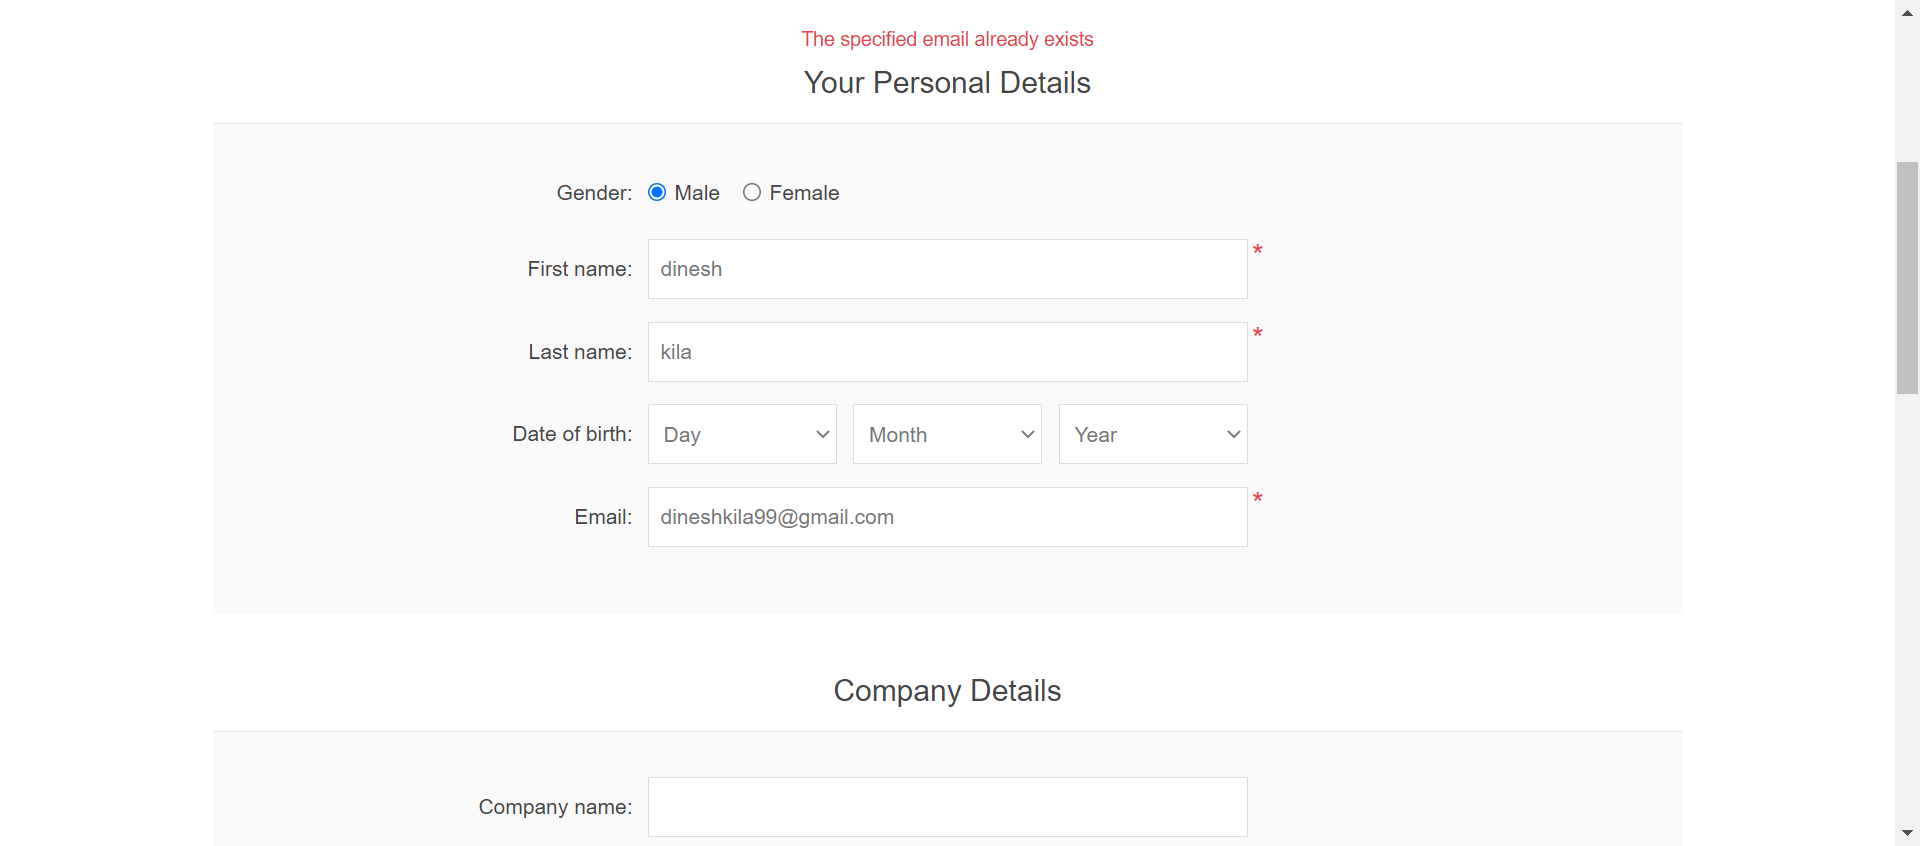 The specified email already exists
Your Personal Details
Gender: Male Female
First name: dinesh *
Last name: kila *
Date of birth: Day Month Year
Email: dineshkila99@gmail.com *
Company Details
Company name: